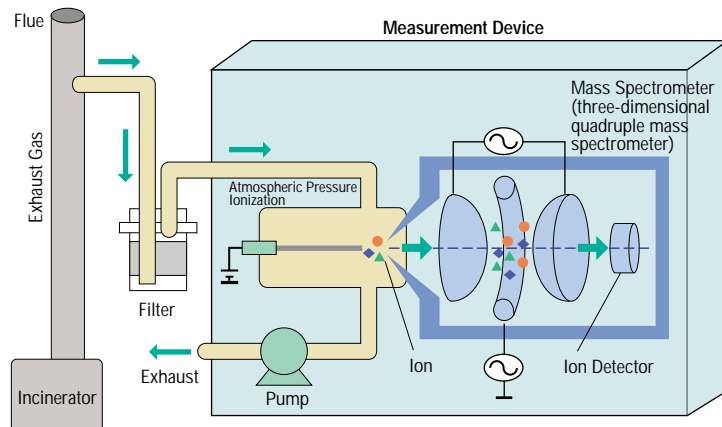 Flue
Measurement Device
Mass Spectrometer
(three-dimensional
quadruple mass
spectrometer)
Exhaust Gas
Atmospheric Pressure
Ionization
Filter
Exhaust
Ion
Ion Detector
Incinerator
Pump